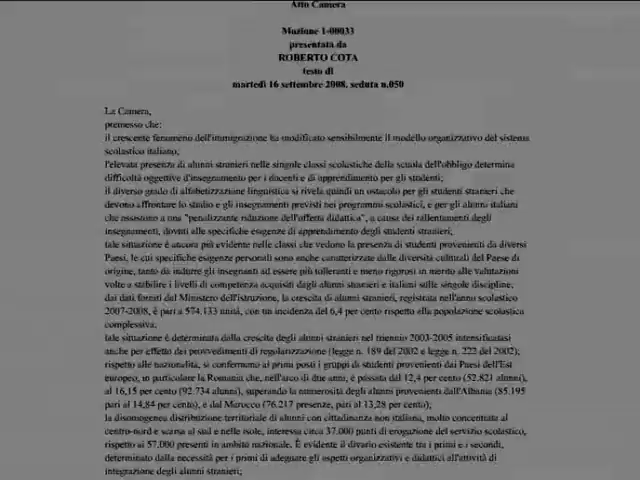 Atto Camera
Mozione 1-00033
presentata da
ROBERTO COTA
testo di
martedì 16 settembre 2008, seduta n.050
La Camera,
premesso che:
il crescente fenomeno dell'immigrazione ha modificato sensibilmente il modello organizzativo del sistema
scolastico italiano;
l'elevata presenza di alunni stranieri nelle singole classi scolastiche della scuola dell'obbligo determina
difficoltà oggettive d'insegnamento per i docenti e di apprendimento per gli studenti;
il diverso grado di alfabetizzazione linguistica si rivela quindi un ostacolo per gli studenti stranieri che
devono affrontare lo studio e gli insegnamenti previsti nei programmi scolastici, e per gli alunni italiani
che assistono a una "penalizzante riduzione dell'offerta didattica", a causa dei rallentamenti degli
insegnamenti, dovuti alle specifiche esigenze di apprendimento degli studenti stranieri;
tale situazione è ancora più evidente nelle classi che vedono la presenza di studenti provenienti da diversi
Paesi, le cui specifiche esigenze personali sono anche caratterizzate dalle diversità culturali del Paese di
origine, tanto da indurre gli insegnanti ad essere più tolleranti e meno rigorosi in merito alle valutazioni
volte a stabilire i livelli di competenza acquisiti dagli alunni stranieri e italiani sulle singole discipline,
dai dati forniti dal Ministero dell'istruzione, la crescita di alunni stranieri, registrata nell'anno scolastico
2007-2008, è pari a 574.133 unità, con un incidenza del 6,4 per cento rispetto alla popolazione scolastica
complessiva.
tale situazione è determinata dalla crescita degli alunni stranieri nel triennio 2003-2005 intensificatasi
anche per effetto dei provvedimenti di regolarizzazione (legge n. 189 del 2002 e legge n. 222 del 2002);
rispetto alle nazionalità, si confermano ai primi posti i gruppi di studenti provenienti dai Paesi dell'Est
europeo, in particolare la Romania che, nell'arco di due anni, è passata dal 12,4 per cento (52.821 alunni),
al 16,15 per cento (92.734 alunni), superando la numerosità degli alunni provenienti dall'Albania (85.195
pari al 14,84 per cento), e dal Marocco (76.217 presenze, pari al 13,28 per cento);
la disomogenea distribuzione territoriale di alunni con cittadinanza non italiana, molto concentrata al
centro-nord e scarsa al sud e nelle isole, interessa circa 37.000 punti di erogazione del servizio scolastico,
rispetto ai 57.000 presenti in ambito nazionale. È evidente il divario esistente tra i primi e i secondi,
determinato dalla necessità per i primi di adeguare gli aspetti organizzativi e didattici all'attività di
integrazione degli alunni stranieri;